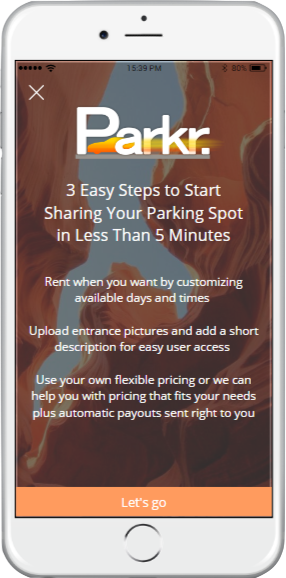 15:39 PM
80%
Parkr.
3 Easy Steps to Start
Sharing Your Parking Spot
in Less Than 5 Minutes
Rent when you want by customizing
available days and times
Upload entrance pictures and add a short
description for easy user access
Use your own flexible pricing or we can
help you with pricing that fits your needs
plus automatic payouts sent right to you
Let's go